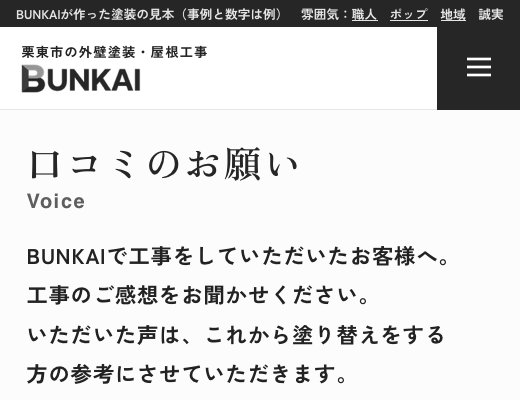 BUNKAIが作った塗装の見本（事例と数字は例） 雰囲気：職人 ポップ 地域 誠実
栗東市の外壁塗装・屋根工事
BUNKAI
口コミのお願い
Voice
BUNKAIで工事をしていただいたお客様へ。
工事のご感想をお聞かせください。
いただいた声は、これから塗り替えをする
方の参考にさせていただきます。